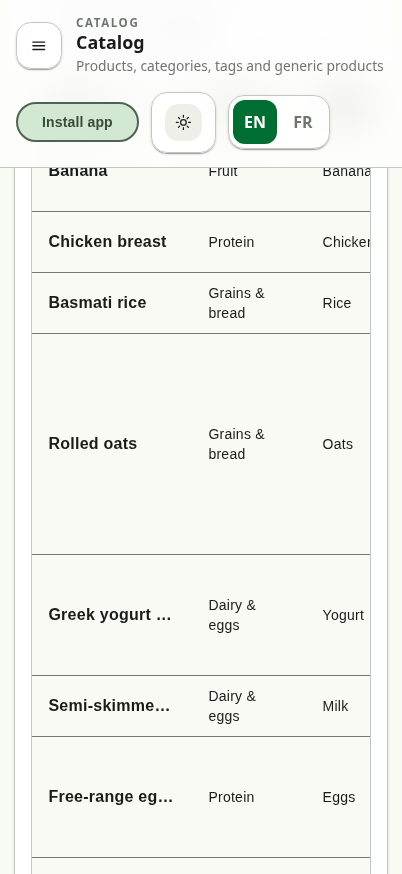 CATALOG
Catalog
Products, categories, tags and generic products
Install app
EN FR
Banana Fruit Banana
Chicken breast Protein Chicken
Basmati rice Grains & bread Rice
Rolled oats Grains & bread Oats
Greek yogurt … Dairy & eggs Yogurt
Semi-skimme… Dairy & eggs Milk
Free-range eg… Protein Eggs